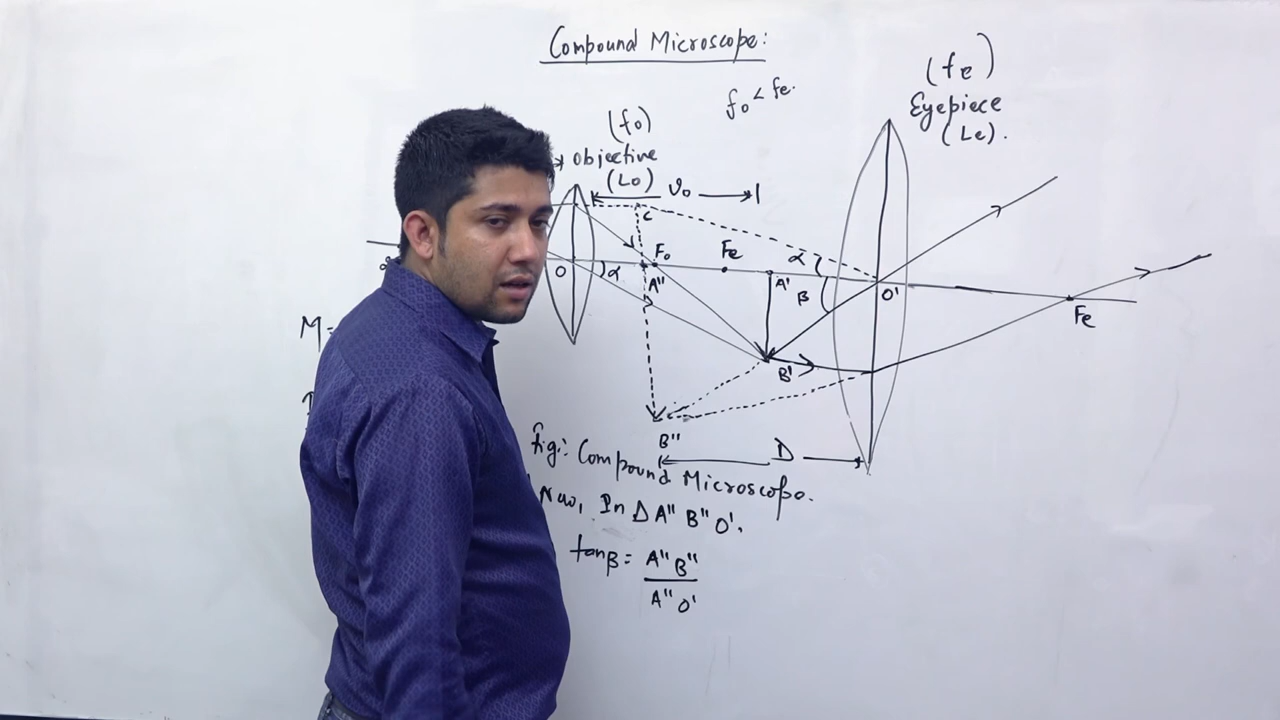 Compound Microscope:
fo < fe.
(fe)
Eyepiece
(Le).
(fo)
Objective
(Lo)
vo
C
Fo
Fe
α
O
α
A"
A'
β
O'
Fe
B'
B"
D
M=
Fig:- Compound Microscope.
Now, In Δ A" B" O'.
tanβ = A" B"
A" O'